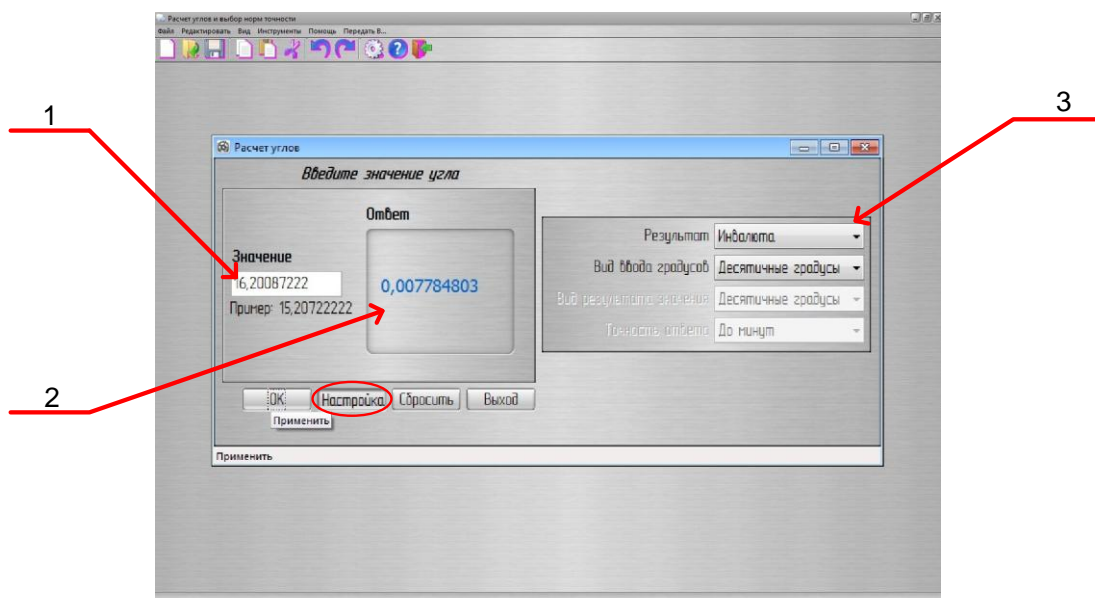 Расчет углов и выбор норм точности
Файл Редактировать Вид Инструменты Помощь Передать В...
1
3
Расчет углов
Введите значение угла
Ответ
Результат Инвалюта
Значение
Вид ввода градусов Десятичные градусы
16,20087222
0,007784803
Пример: 15,20722222
Вид результата значения Десятичные градусы
Точность ответа До минут
2
OK Настройка Сбросить Выход
Применить
Применить